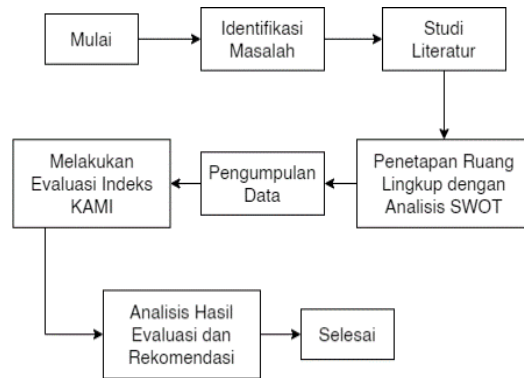 Mulai
Identifikasi
Masalah
Studi
Literatur
Penetapan Ruang
Lingkup dengan
Analisis SWOT
Pengumpulan
Data
Melakukan
Evaluasi Indeks
KAMI
Analisis Hasil
Evaluasi dan
Rekomendasi
Selesai